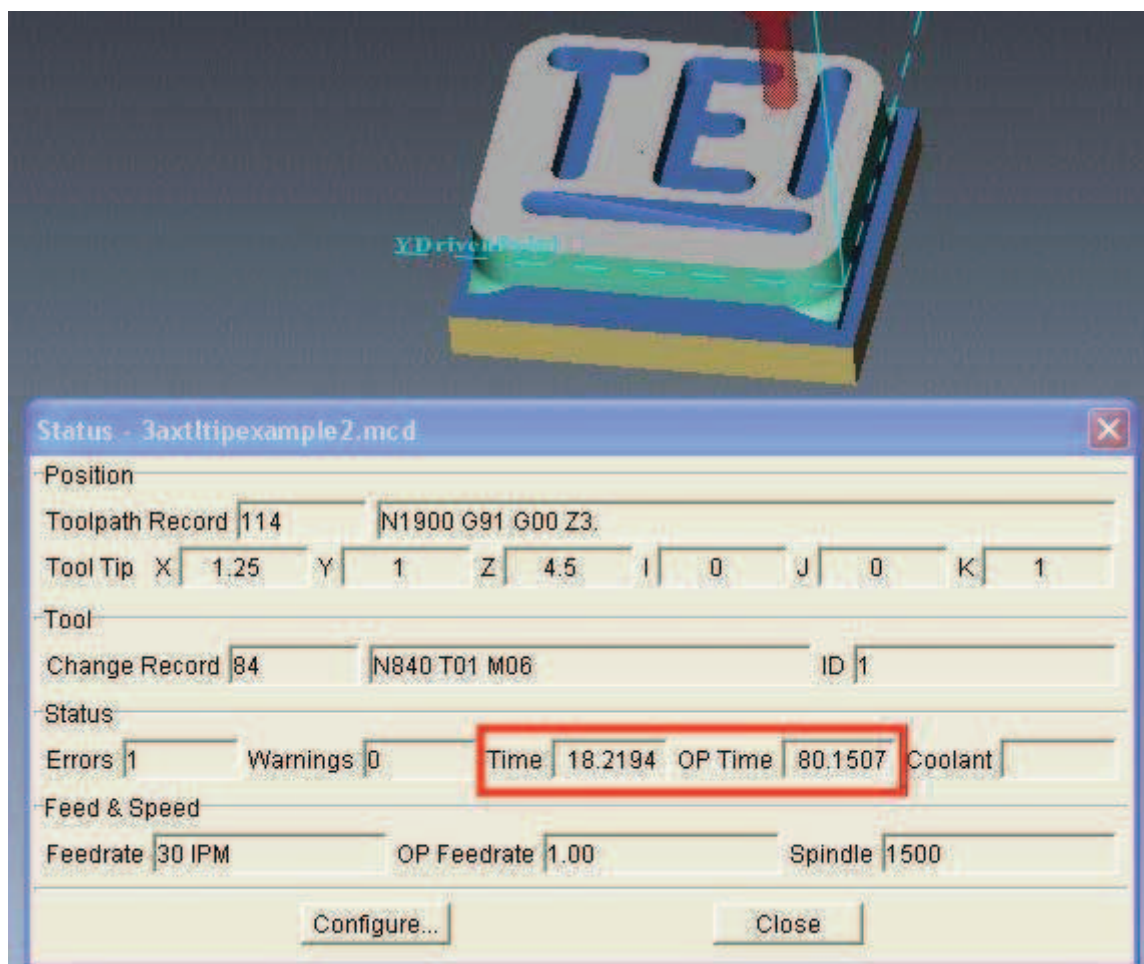 TEI
YDrivenPoint
Status - 3axtltipexample2.mcd
Position
Toolpath Record 114 N1900 G91 G00 Z3.
Tool Tip X 1.25 Y 1 Z 4.5 I 0 J 0 K 1
Tool
Change Record 84 N840 T01 M06 ID 1
Status
Errors 1 Warnings 0 Time 18.2194 OP Time 80.1507 Coolant
Feed & Speed
Feedrate 30 IPM OP Feedrate 1.00 Spindle 1500
Configure... Close